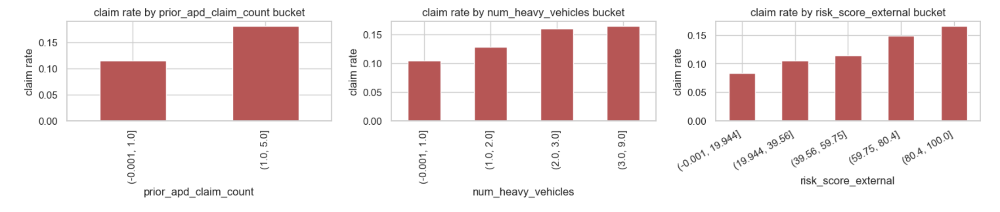 claim rate by prior_apd_claim_count bucket
claim rate
0.15
0.10
0.05
0.00
(-0.001, 1.0]
(1.0, 5.0]
prior_apd_claim_count
claim rate by num_heavy_vehicles bucket
claim rate
0.15
0.10
0.05
0.00
(-0.001, 1.0]
(1.0, 2.0]
(2.0, 3.0]
(3.0, 9.0]
num_heavy_vehicles
claim rate by risk_score_external bucket
claim rate
0.15
0.10
0.05
0.00
(-0.001, 19.944]
(19.944, 39.56]
(39.56, 59.75]
(59.75, 80.4]
(80.4, 100.0]
risk_score_external